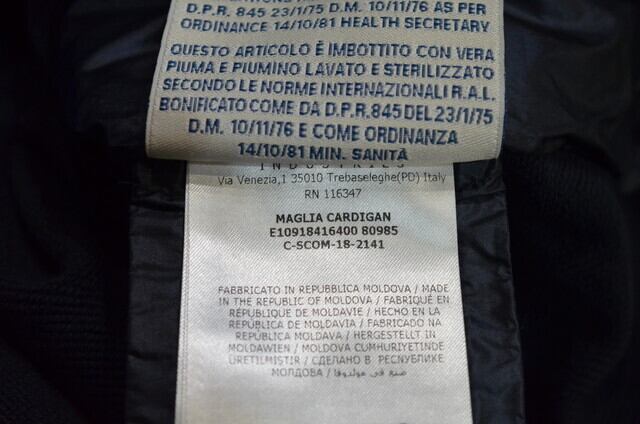 D.P.R. 845 23/1/75 D.M. 10/11/76 AS PER
ORDINANCE 14/10/81 HEALTH SECRETARY
QUESTO ARTICOLO È IMBOTTITO CON VERA
PIUMA E PIUMINO LAVATO E STERILIZZATO
SECONDO LE NORME INTERNAZIONALI R.A.L.
BONIFICATO COME DA D.P.R. 845 DEL 23/1/75
D.M. 10/11/76 E COME ORDINANZA
14/10/81 MIN. SANITÀ
INDUSTRIES
Via Venezia,1 35010 Trebaseleghe(PD) Italy
RN 116347
MAGLIA CARDIGAN
E10918416400 80985
C-SCOM-18-2141
FABBRICATO IN REPUBBLICA MOLDOVA / MADE
IN THE REPUBLIC OF MOLDOVA / FABRIQUÉ EN
RÉPUBLIQUE DE MOLDAVIE / HECHO EN LA
REPÚBLICA DE MOLDAVIA / FABRICADO NA
REPÚBLICA MOLDAVA / HERGESTELLT IN
MOLDAWIEN / MOLDOVA CUMHURIYETINDE
ÜRETILMIŞTIR / СДЕЛАНО В РЕСПУБЛИКЕ
МОЛДОВА / صنع في مولدوفا